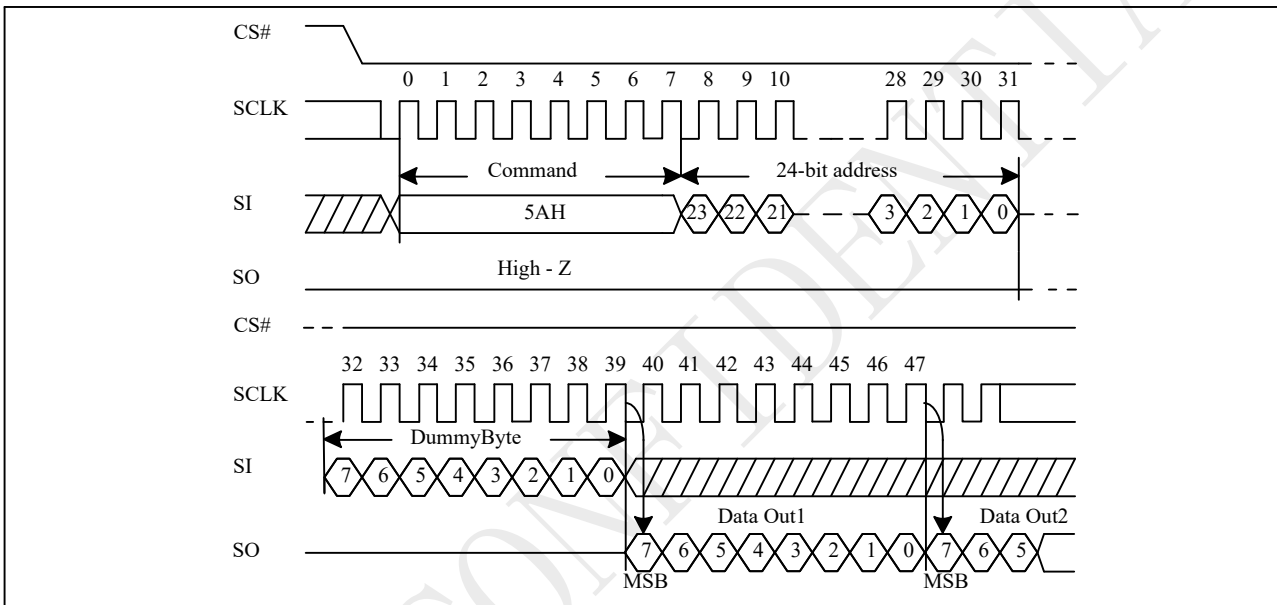 CS#
0 1 2 3 4 5 6 7 8 9 10 28 29 30 31
SCLK
Command 24-bit address
SI 5AH 23 22 21 3 2 1 0
High - Z
SO
CS#
32 33 34 35 36 37 38 39 40 41 42 43 44 45 46 47
SCLK
DummyByte
SI 7 6 5 4 3 2 1 0
Data Out1 Data Out2
SO 7 6 5 4 3 2 1 0 7 6 5
MSB MSB
CONFIDENTIA